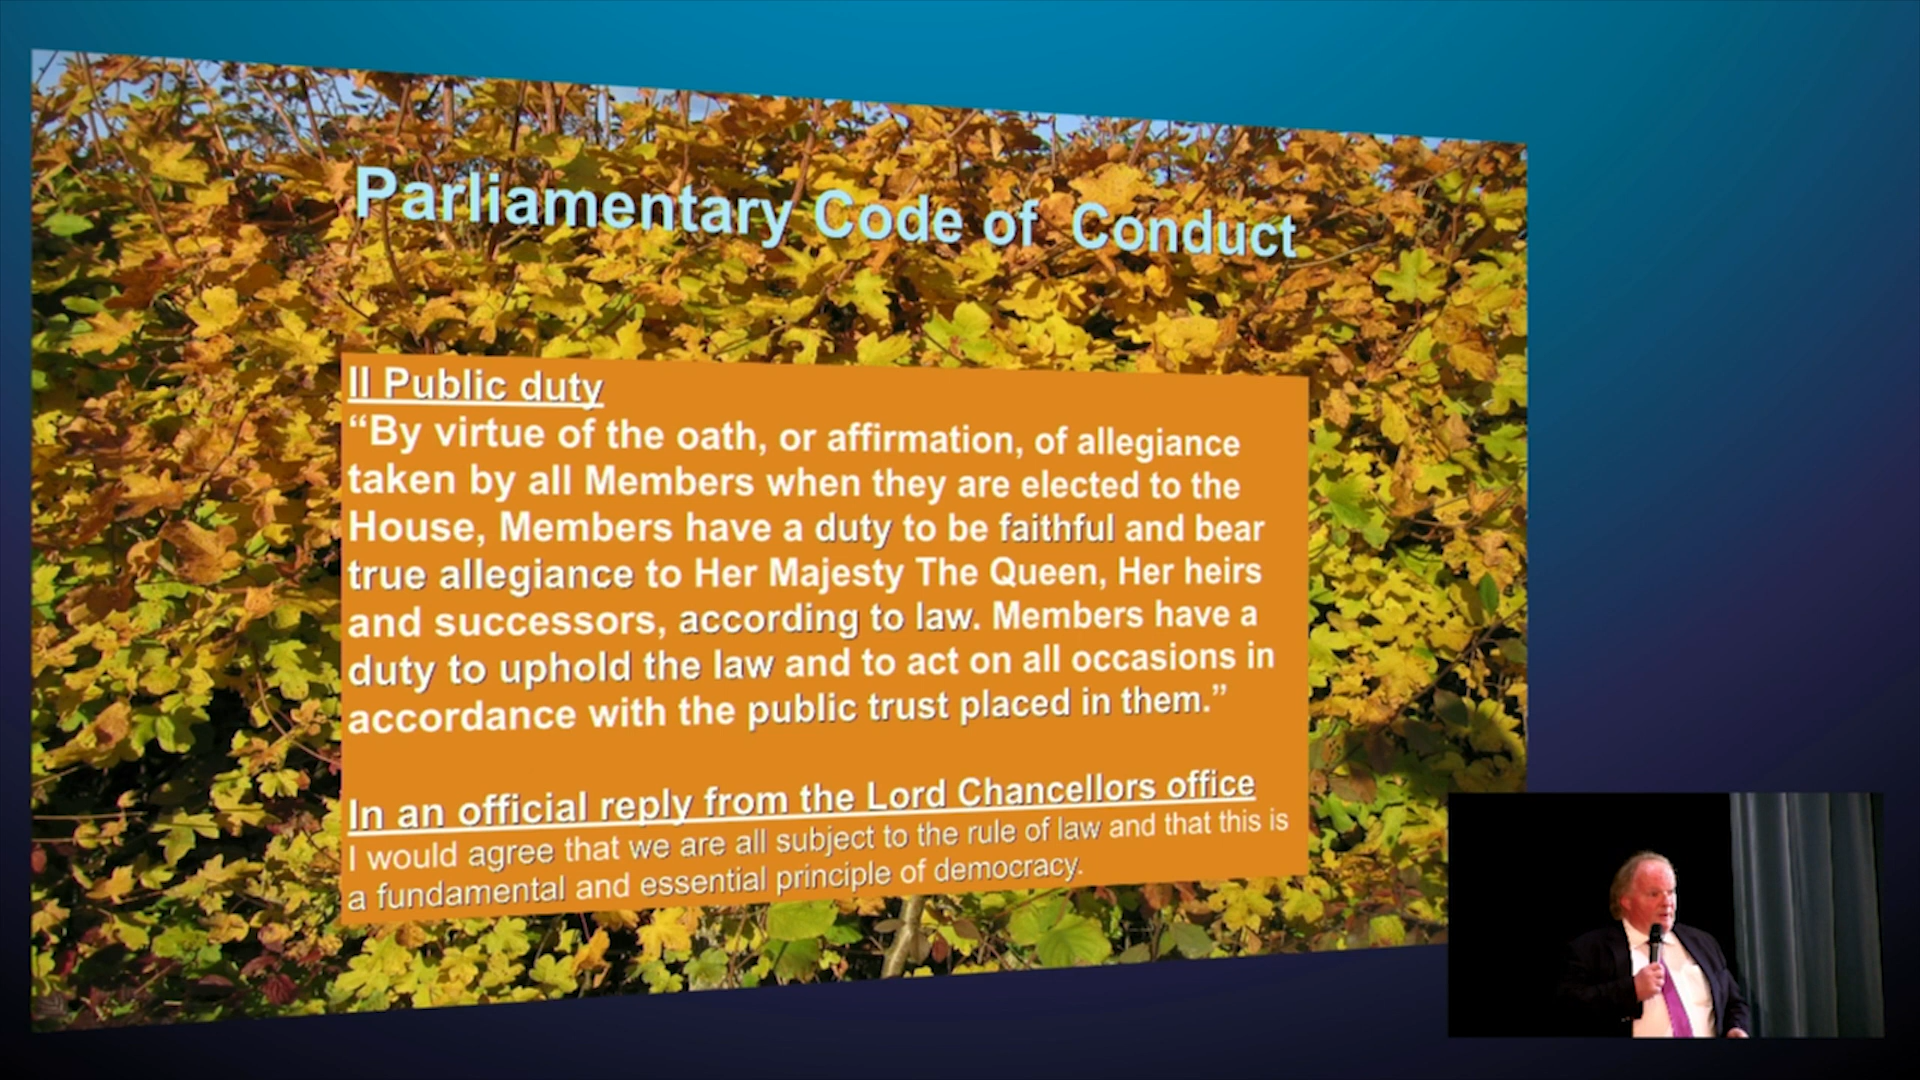 Parliamentary Code of Conduct
II Public duty
“By virtue of the oath, or affirmation, of allegiance
taken by all Members when they are elected to the
House, Members have a duty to be faithful and bear
true allegiance to Her Majesty The Queen, Her heirs
and successors, according to law. Members have a
duty to uphold the law and to act on all occasions in
accordance with the public trust placed in them.”
In an official reply from the Lord Chancellors office
I would agree that we are all subject to the rule of law and that this is
a fundamental and essential principle of democracy.